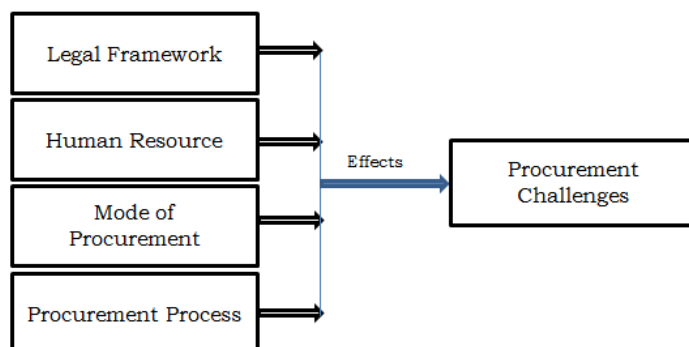 Legal Framework
Human Resource
Mode of
Procurement
Procurement Process
Effects
Procurement
Challenges